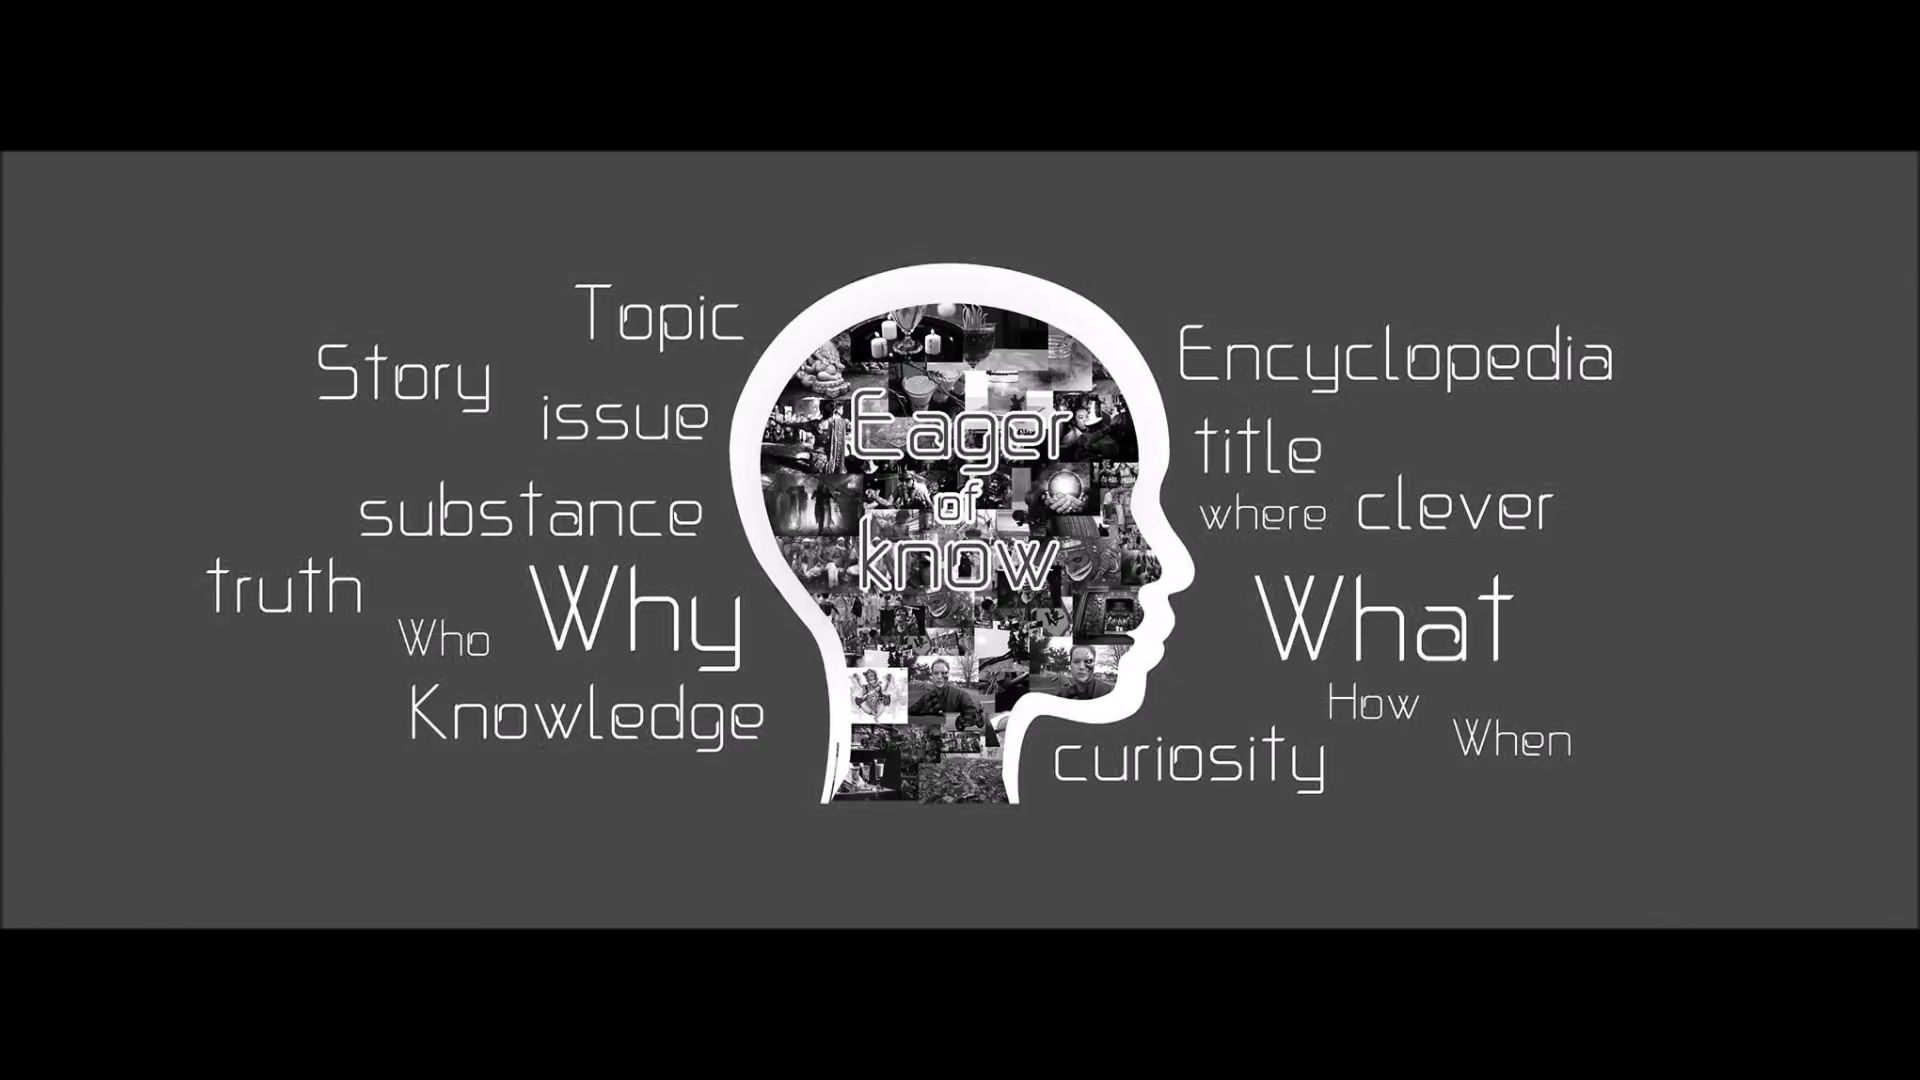 Topic
Story
issue
substance
truth
Who
Why
Knowledge
Eager
of
know
Encyclopedia
title
where
clever
What
How
When
curiosity